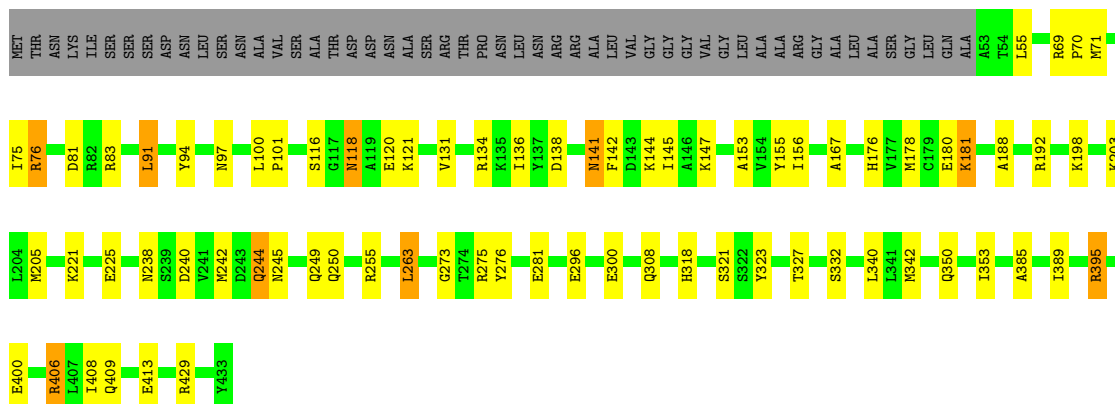 MET THR ASN LYS ILE SER SER SER ASP ASN LEU SER ASN ALA VAL SER ALA THR ASP ASP ASN ALA SER ARG THR PRO ASN LEU ASN ARG ARG ALA LEU VAL GLY GLY GLY VAL GLY LEU ALA ALA ARG GLY ALA LEU ALA SER GLY LEU GLN ALA A53 T54 L55 R69 P70 M71
I75 R76 D81 R82 R83 L91 Y94 N97 L100 P101 S116 G117 N118 A119 E120 K121 V131 R134 K135 I136 Y137 D138 N141 F142 D143 K144 I145 A146 K147 A153 V154 Y155 I156 A167 H176 V177 M178 C179 E180 K181 A188 R192 K198 K203
L204 M205 K221 E225 N238 S239 D240 V241 M242 D243 Q244 N245 Q249 Q250 R255 L263 G273 T274 R275 Y276 E281 E296 E300 Q308 H318 S321 S322 Y323 T327 S332 L340 L341 M342 Q350 I353 A385 I389 R395
E400 R406 L407 I408 Q409 E413 R429 Y433